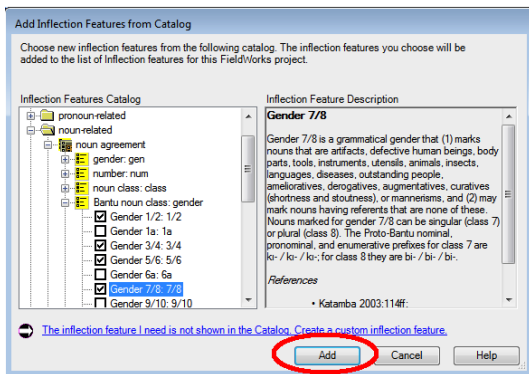 Add Inflection Features from Catalog
Choose new inflection features from the following catalog. The inflection features you choose will be
added to the list of Inflection features for this FieldWorks project.
Inflection Features Catalog
pronoun-related
noun-related
noun agreement
gender: gen
number: num
noun class: class
Bantu noun class: gender
Gender 1/2: 1/2
Gender 1a: 1a
Gender 3/4: 3/4
Gender 5/6: 5/6
Gender 6a: 6a
Gender 7/8: 7/8
Gender 9/10: 9/10
Inflection Feature Description
Gender 7/8
Gender 7/8 is a grammatical gender that (1) marks
nouns that are artifacts, defective human beings, body
parts, tools, instruments, utensils, animals, insects,
languages, diseases, outstanding people,
amelioratives, derogatives, augmentatives, curatives
(shortness and stoutness), or mannerisms, and (2) may
mark nouns having referents that are none of these.
Nouns marked for gender 7/8 can be singular (class 7)
or plural (class 8). The Proto-Bantu nominal,
pronominal, and enumerative prefixes for class 7 are
kɪ- / kɪ- / kɪ-; for class 8 they are bi- / bi- / bi-.
References
• Katamba 2003:114ff:
The inflection feature I need is not shown in the Catalog. Create a custom inflection feature.
Add
Cancel
Help